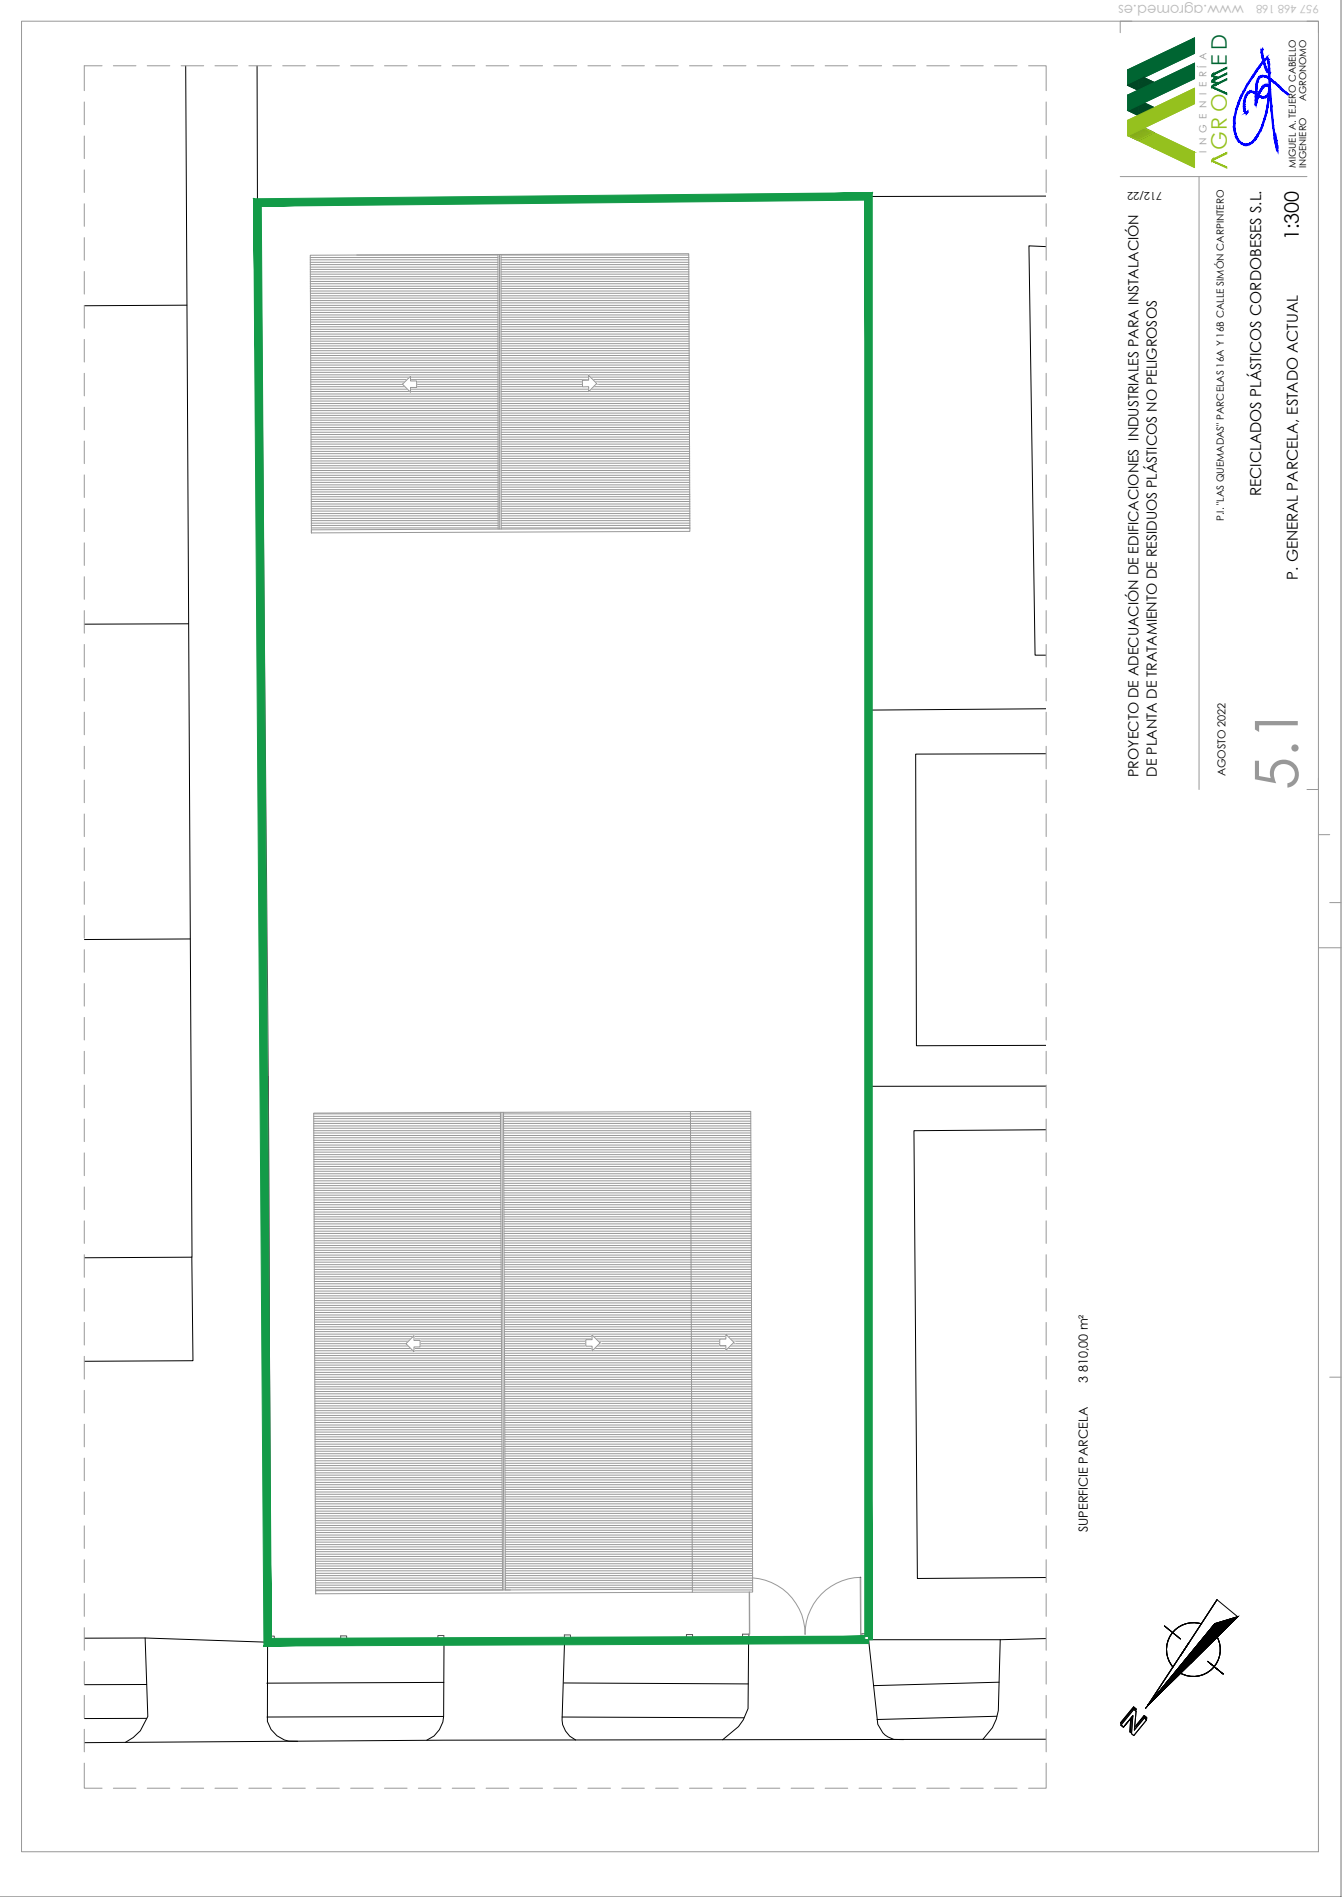 957 468 168 www.agromed.es
INGENIERÍA
AGROMED
MIGUEL A. TEJERO CABELLO
INGENIERO AGRONOMO
712/22
PROYECTO DE ADECUACIÓN DE EDIFICACIONES INDUSTRIALES PARA INSTALACIÓN
DE PLANTA DE TRATAMIENTO DE RESIDUOS PLÁSTICOS NO PELIGROSOS
AGOSTO 2022
P.I. "LAS QUEMADAS" PARCELAS 16A Y 16B CALLE SIMÓN CARPINTERO
RECICLADOS PLÁSTICOS CORDOBESES S.L.
5.1
P. GENERAL PARCELA, ESTADO ACTUAL 1:300
SUPERFICIE PARCELA 3 810,00 m²
N